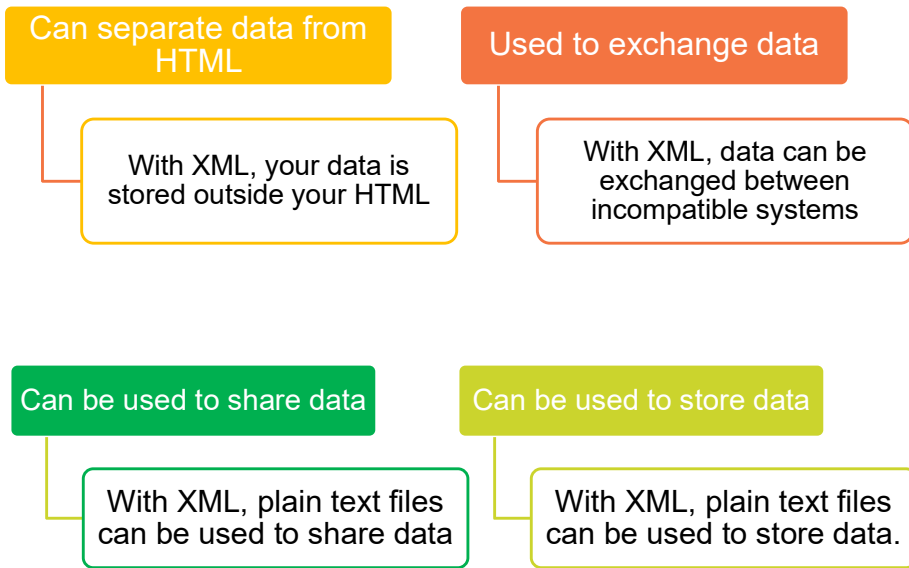 Can separate data from
HTML
With XML, your data is
stored outside your HTML
Used to exchange data
With XML, data can be
exchanged between
incompatible systems
Can be used to share data
With XML, plain text files
can be used to share data
Can be used to store data
With XML, plain text files
can be used to store data.